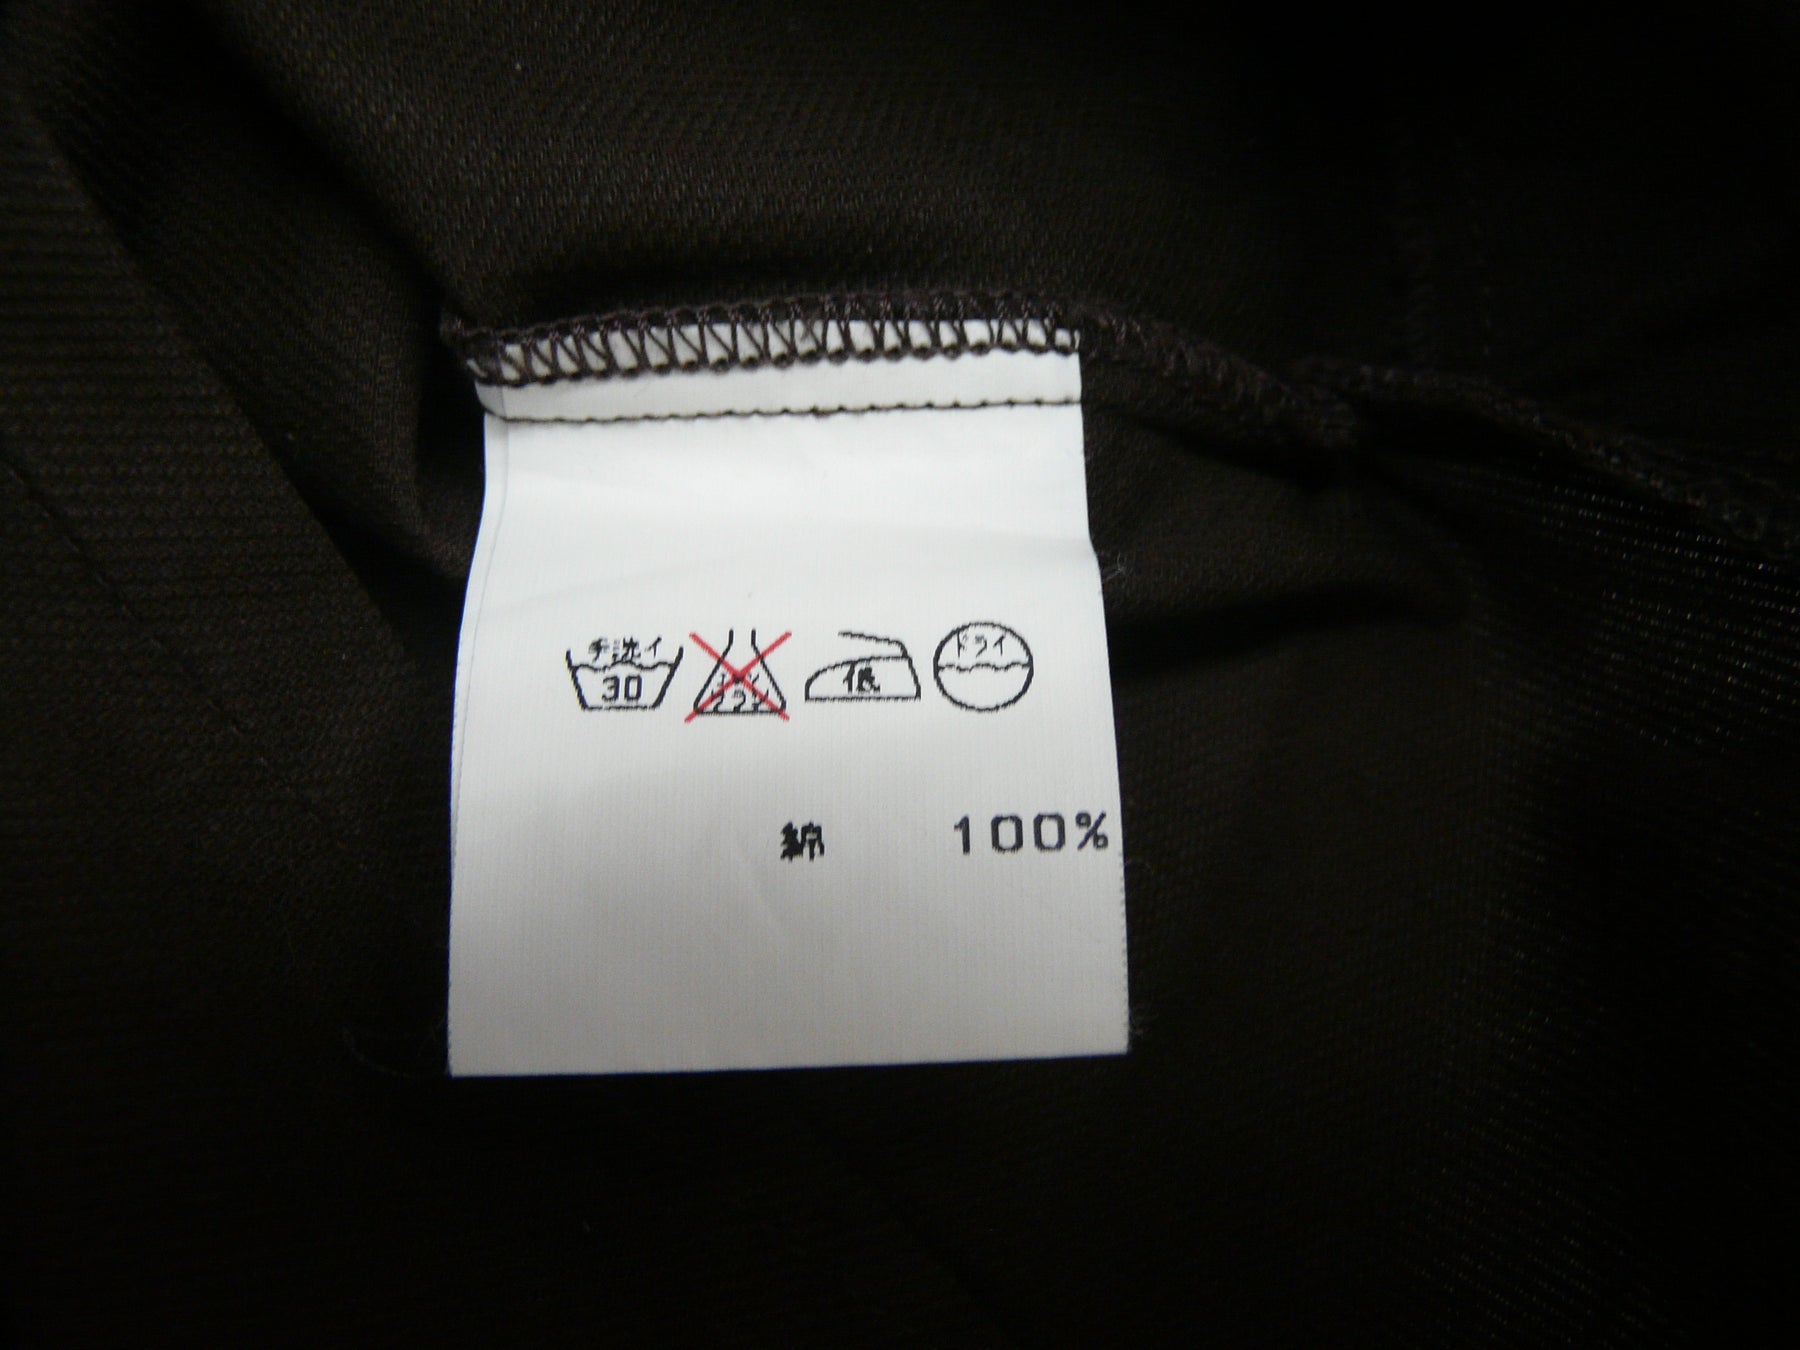 手洗イ
30
エンソ
サラシ
低
ドライ
綿 100%